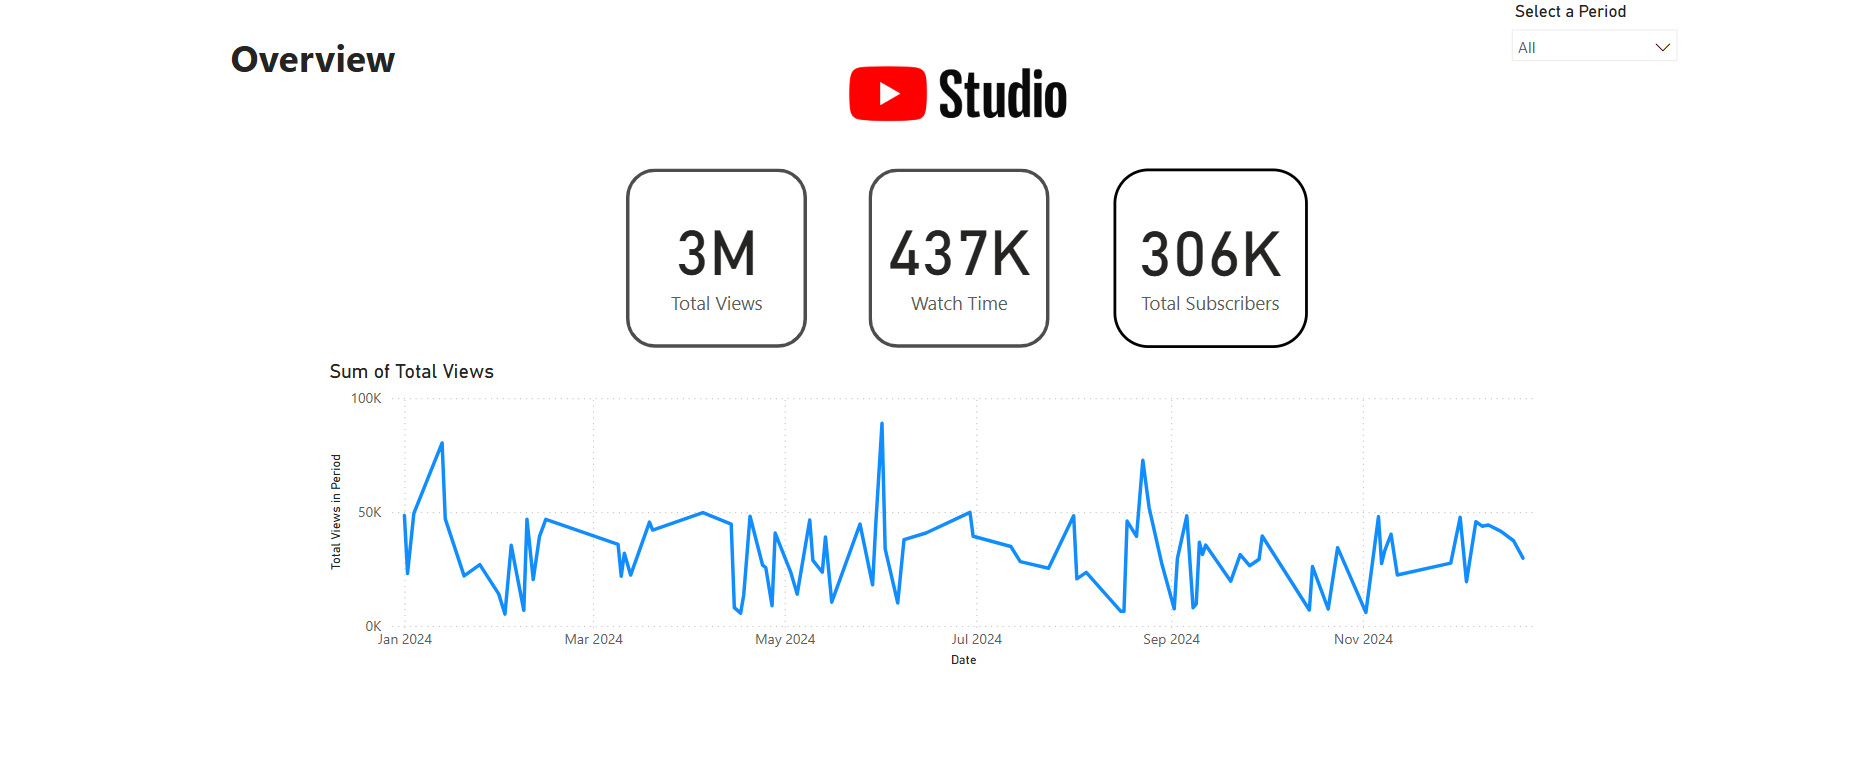 Select a Period
All
Overview
Studio
3M
Total Views
437K
Watch Time
306K
Total Subscribers
Sum of Total Views
100K
50K
0K
Total Views in Period
Jan 2024
Mar 2024
May 2024
Jul 2024
Sep 2024
Nov 2024
Date